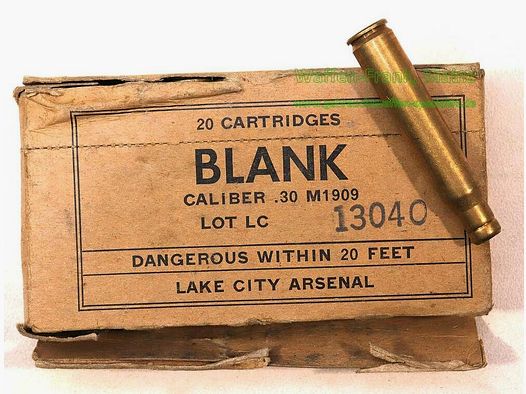 20 CARTRIDGES
BLANK
CALIBER .30 M1909
LOT LC 13040
DANGEROUS WITHIN 20 FEET
LAKE CITY ARSENAL